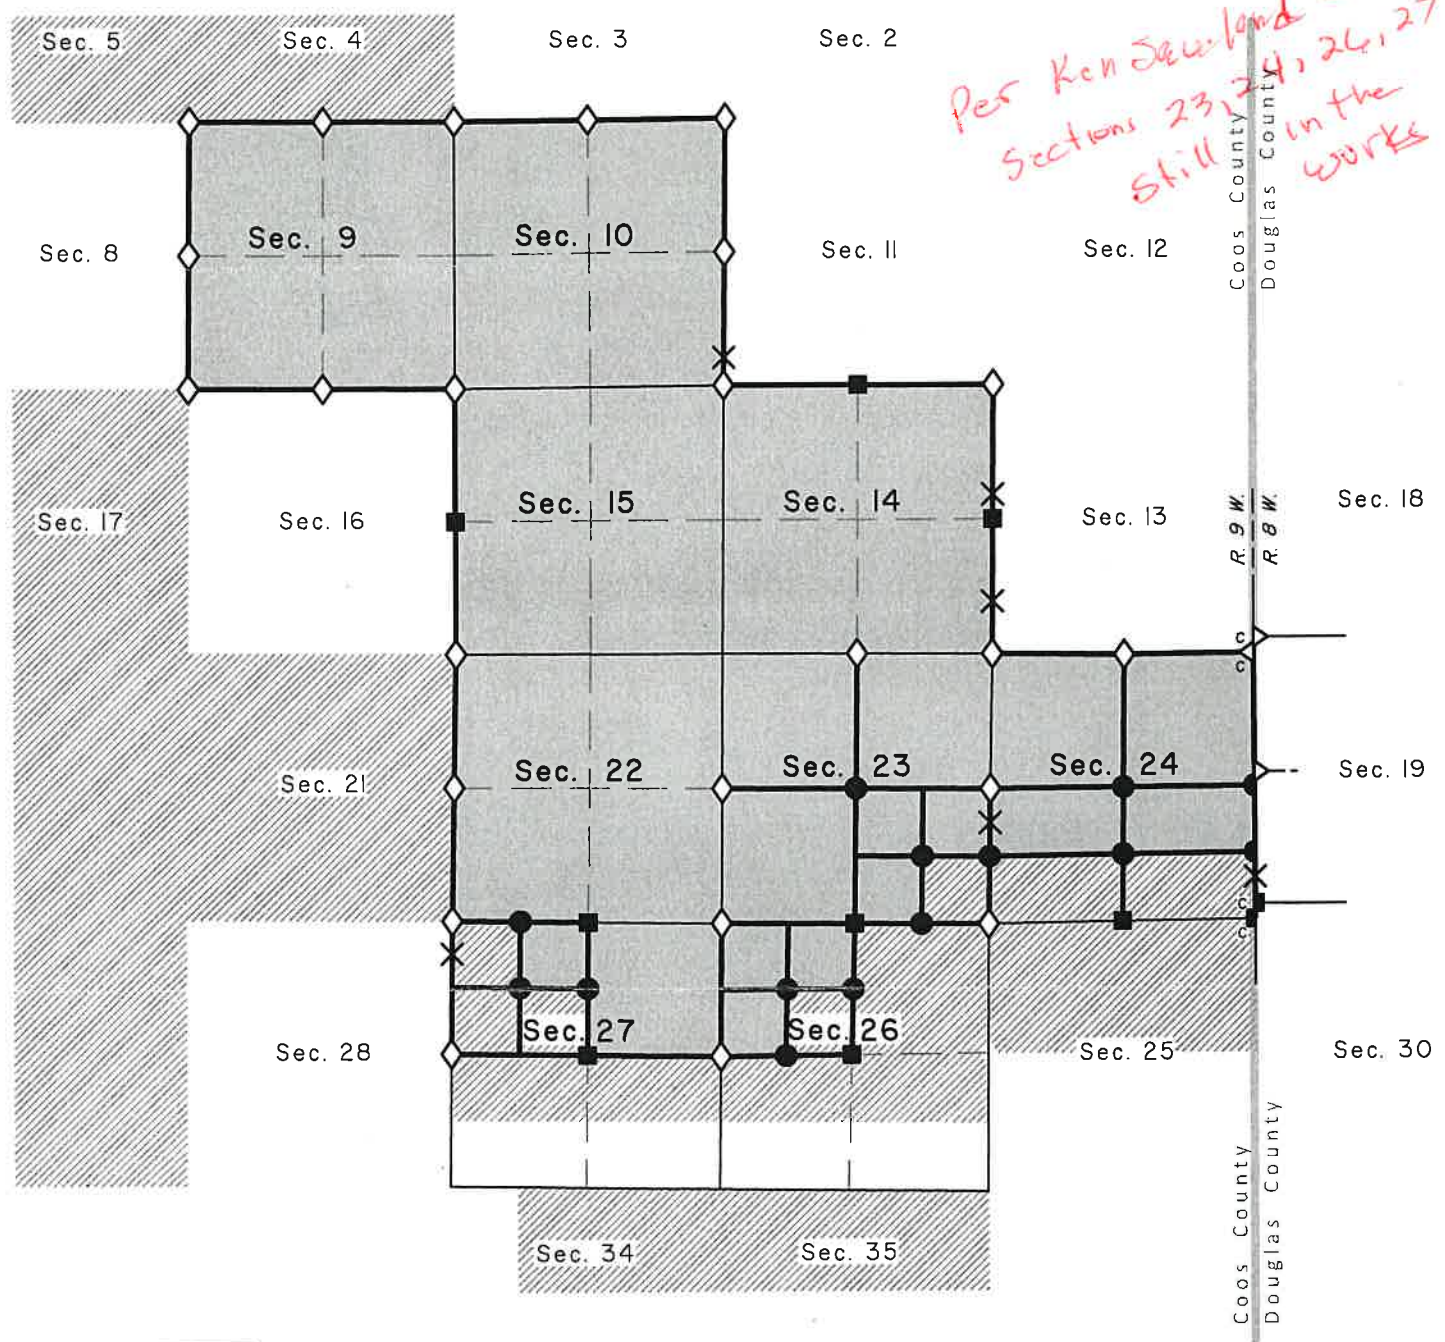 Sec. 5
Sec. 4
Sec. 3
Sec. 2
Per Ken
Sections 23, 24, 26, 27
still in the
works
Coos County
Douglas County
Sec. 8
Sec. 9
Sec. 10
Sec. 11
Sec. 12
Sec. 17
Sec. 16
Sec. 15
Sec. 14
Sec. 13
R. 9 W.
R. 8 W.
Sec. 18
c
c
Sec. 21
Sec. 22
Sec. 23
Sec. 24
Sec. 19
c
c
Sec. 28
Sec. 27
Sec. 26
Sec. 25
Sec. 30
Coos County
Douglas County
Sec. 34
Sec. 35